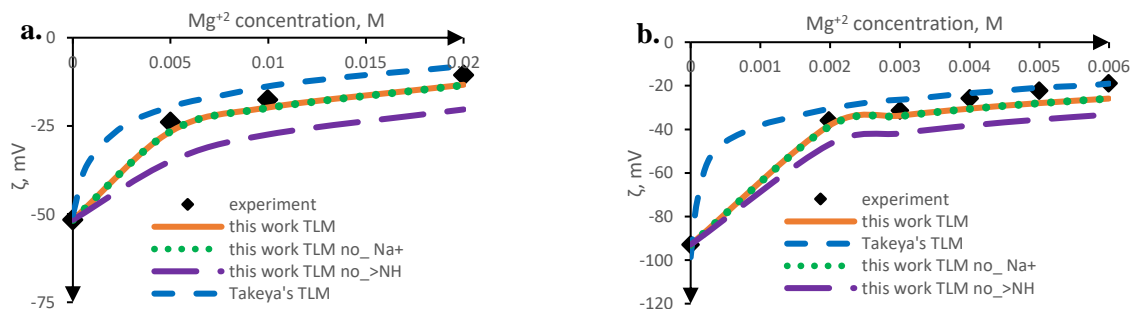 a.
Mg+2 concentration, M
0 0.005 0.01 0.015 0.02
0
-25
-50
-75
ζ, mV
experiment
this work TLM
this work TLM no_ Na+
this work TLM no_>NH
Takeya's TLM
b.
Mg+2 concentration, M
0 0.001 0.002 0.003 0.004 0.005 0.006
0
-20
-40
-60
-80
-100
-120
ζ, mV
experiment
this work TLM
Takeya's TLM
this work TLM no_ Na+
this work TLM no_>NH